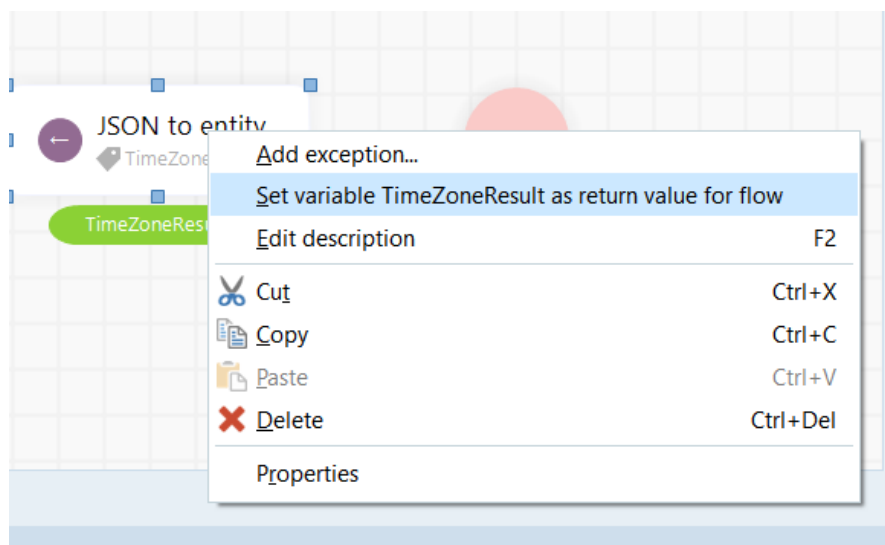 JSON to entity
TimeZone
TimeZoneRes
Add exception...
Set variable TimeZoneResult as return value for flow
Edit description F2
Cut Ctrl+X
Copy Ctrl+C
Paste Ctrl+V
Delete Ctrl+Del
Properties